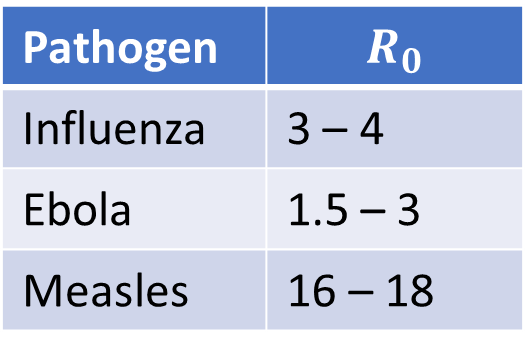 Pathogen R₀
Influenza 3 – 4
Ebola 1.5 – 3
Measles 16 – 18